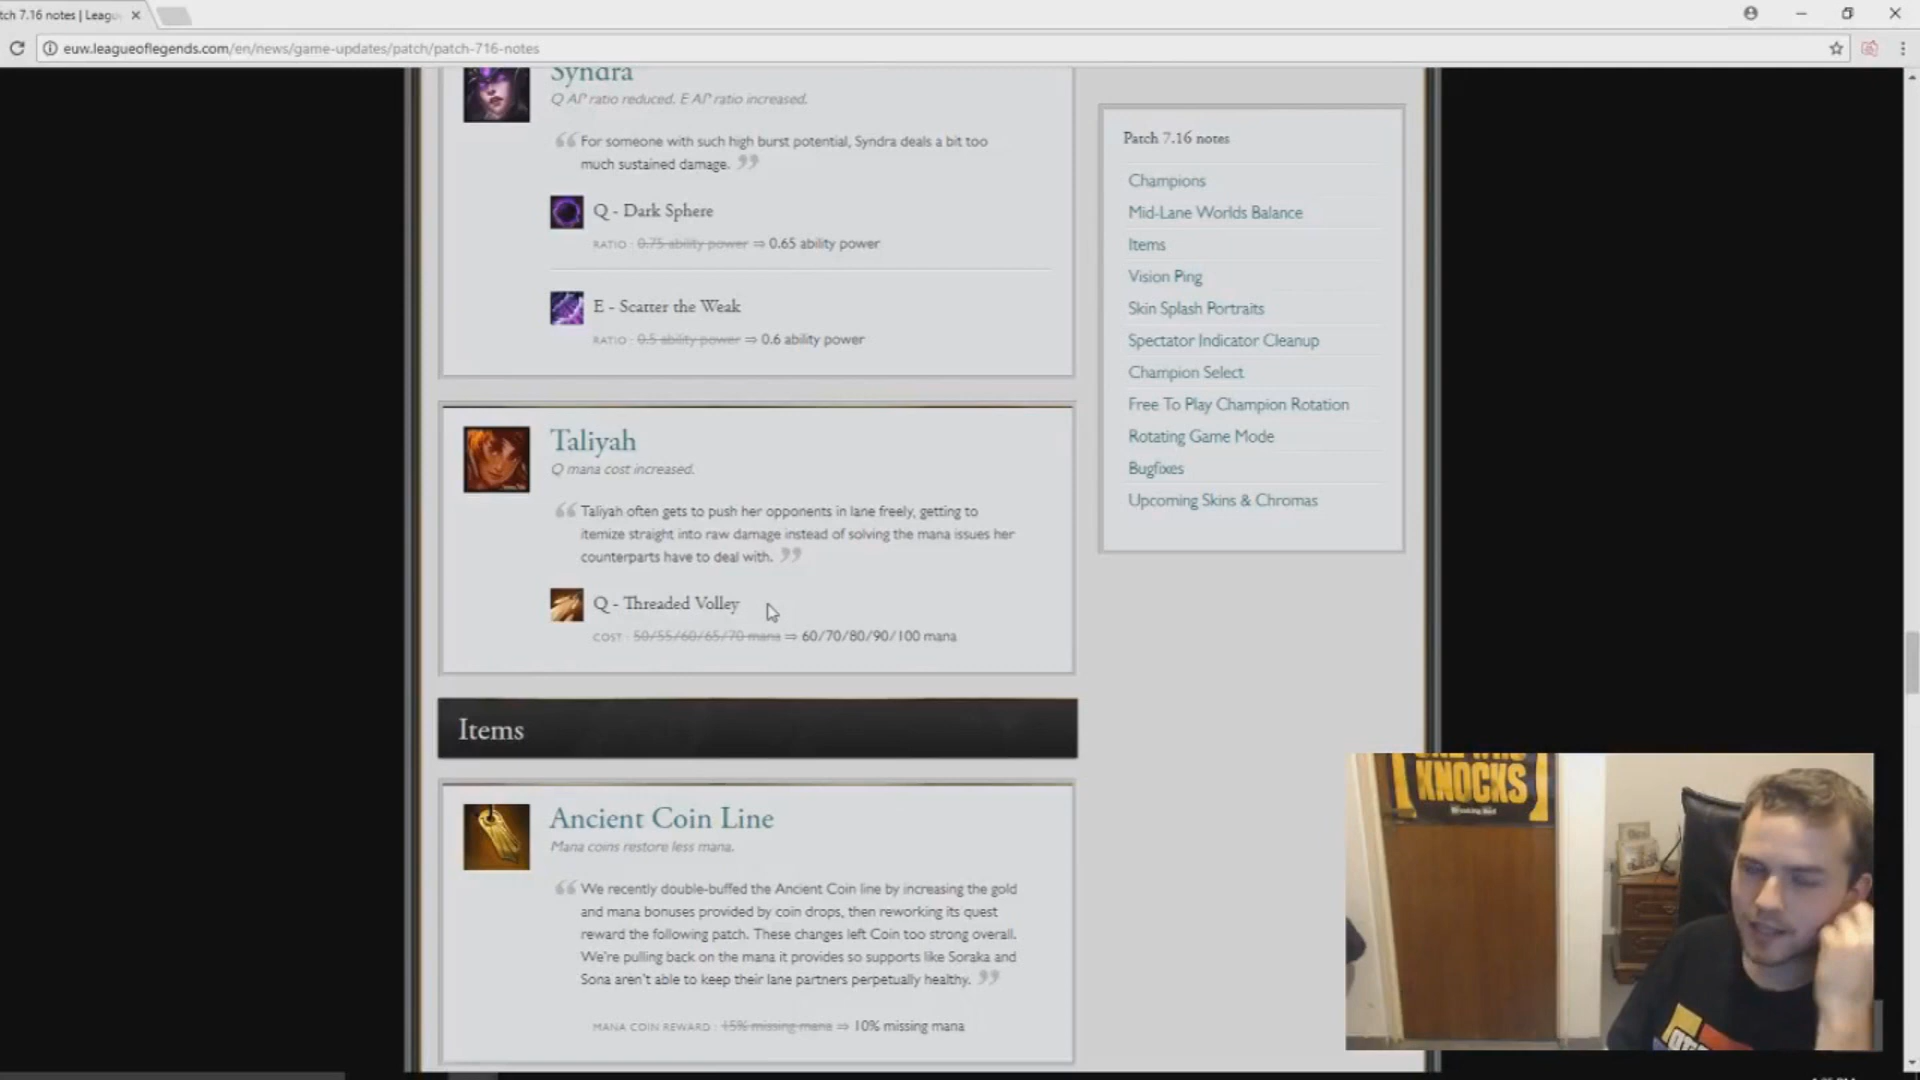 tch 7.16 notes | Leagu
euw.leagueoflegends.com/en/news/game-updates/patch/patch-716-notes
Syndra
Q AP ratio reduced. E AP ratio increased.
For someone with such high burst potential, Syndra deals a bit too
much sustained damage.
Q - Dark Sphere
RATIO : 0.75 ability power ⇒ 0.65 ability power
E - Scatter the Weak
RATIO : 0.5 ability power ⇒ 0.6 ability power
Taliyah
Q mana cost increased.
Taliyah often gets to push her opponents in lane freely, getting to
itemize straight into raw damage instead of solving the mana issues her
counterparts have to deal with.
Q - Threaded Volley
COST : 50/55/60/65/70 mana ⇒ 60/70/80/90/100 mana
Items
Ancient Coin Line
Mana coins restore less mana.
We recently double-buffed the Ancient Coin line by increasing the gold
and mana bonuses provided by coin drops, then reworking its quest
reward the following patch. These changes left Coin too strong overall.
We're pulling back on the mana it provides so supports like Soraka and
Sona aren't able to keep their lane partners perpetually healthy.
MANA COIN REWARD : 15% missing mana ⇒ 10% missing mana
Patch 7.16 notes
Champions
Mid-Lane Worlds Balance
Items
Vision Ping
Skin Splash Portraits
Spectator Indicator Cleanup
Champion Select
Free To Play Champion Rotation
Rotating Game Mode
Bugfixes
Upcoming Skins & Chromas
KNOCKS